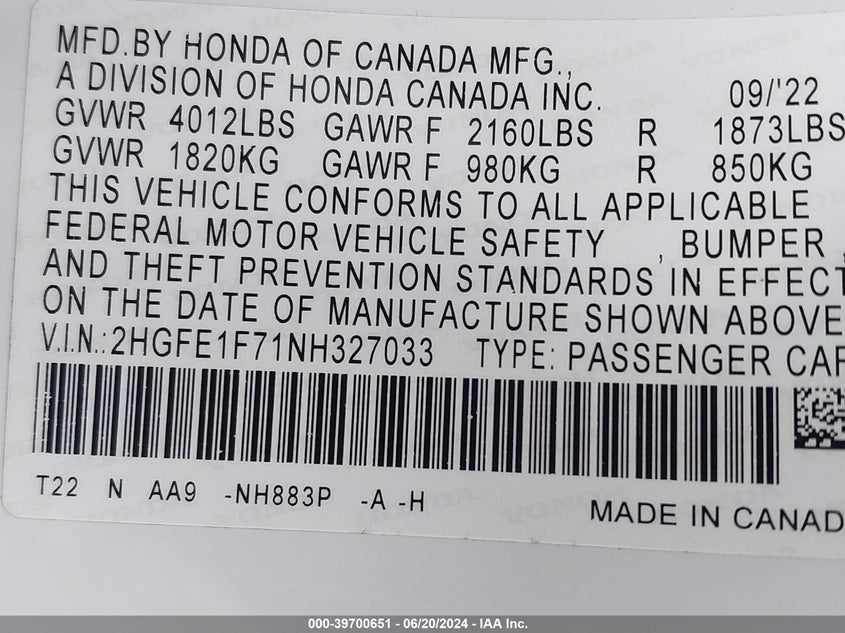 MFD.BY HONDA OF CANADA MFG.,
A DIVISION OF HONDA CANADA INC. 09/'22
GVWR 4012LBS GAWR F 2160LBS R 1873LBS
GVWR 1820KG GAWR F 980KG R 850KG
THIS VEHICLE CONFORMS TO ALL APPLICABLE
FEDERAL MOTOR VEHICLE SAFETY , BUMPER ,
AND THEFT PREVENTION STANDARDS IN EFFECT
ON THE DATE OF MANUFACTURE SHOWN ABOVE
V.I.N.:2HGFE1F71NH327033 TYPE: PASSENGER CAR
T22 N AA9 -NH883P -A -H
MADE IN CANAD
000-39700651 - 06/20/2024 - IAA Inc.